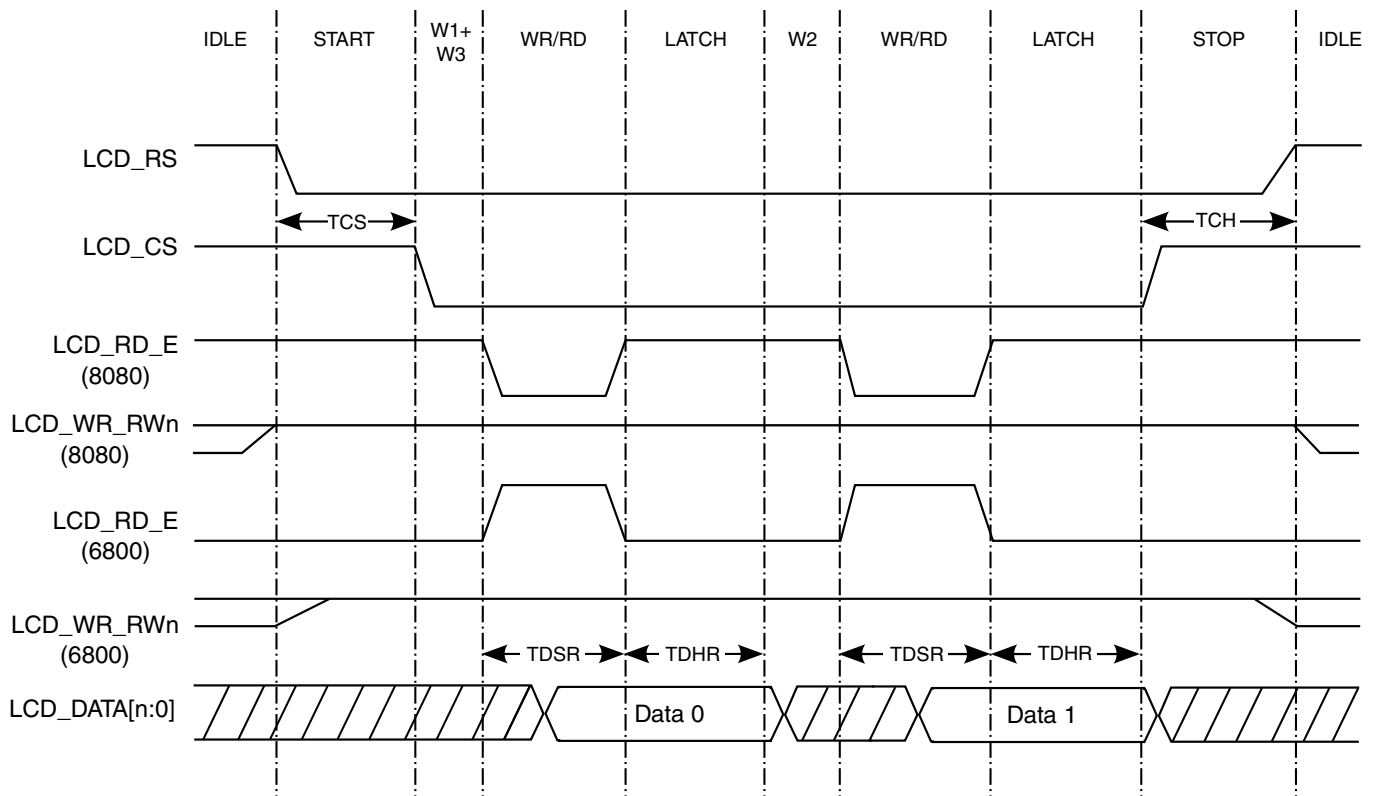 IDLE START W1+ WR/RD LATCH W2 WR/RD LATCH STOP IDLE
W3
LCD_RS
TCS TCH
LCD_CS
LCD_RD_E
(8080)
LCD_WR_RWn
(8080)
LCD_RD_E
(6800)
LCD_WR_RWn
(6800)
TDSR TDHR TDSR TDHR
LCD_DATA[n:0] Data 0 Data 1